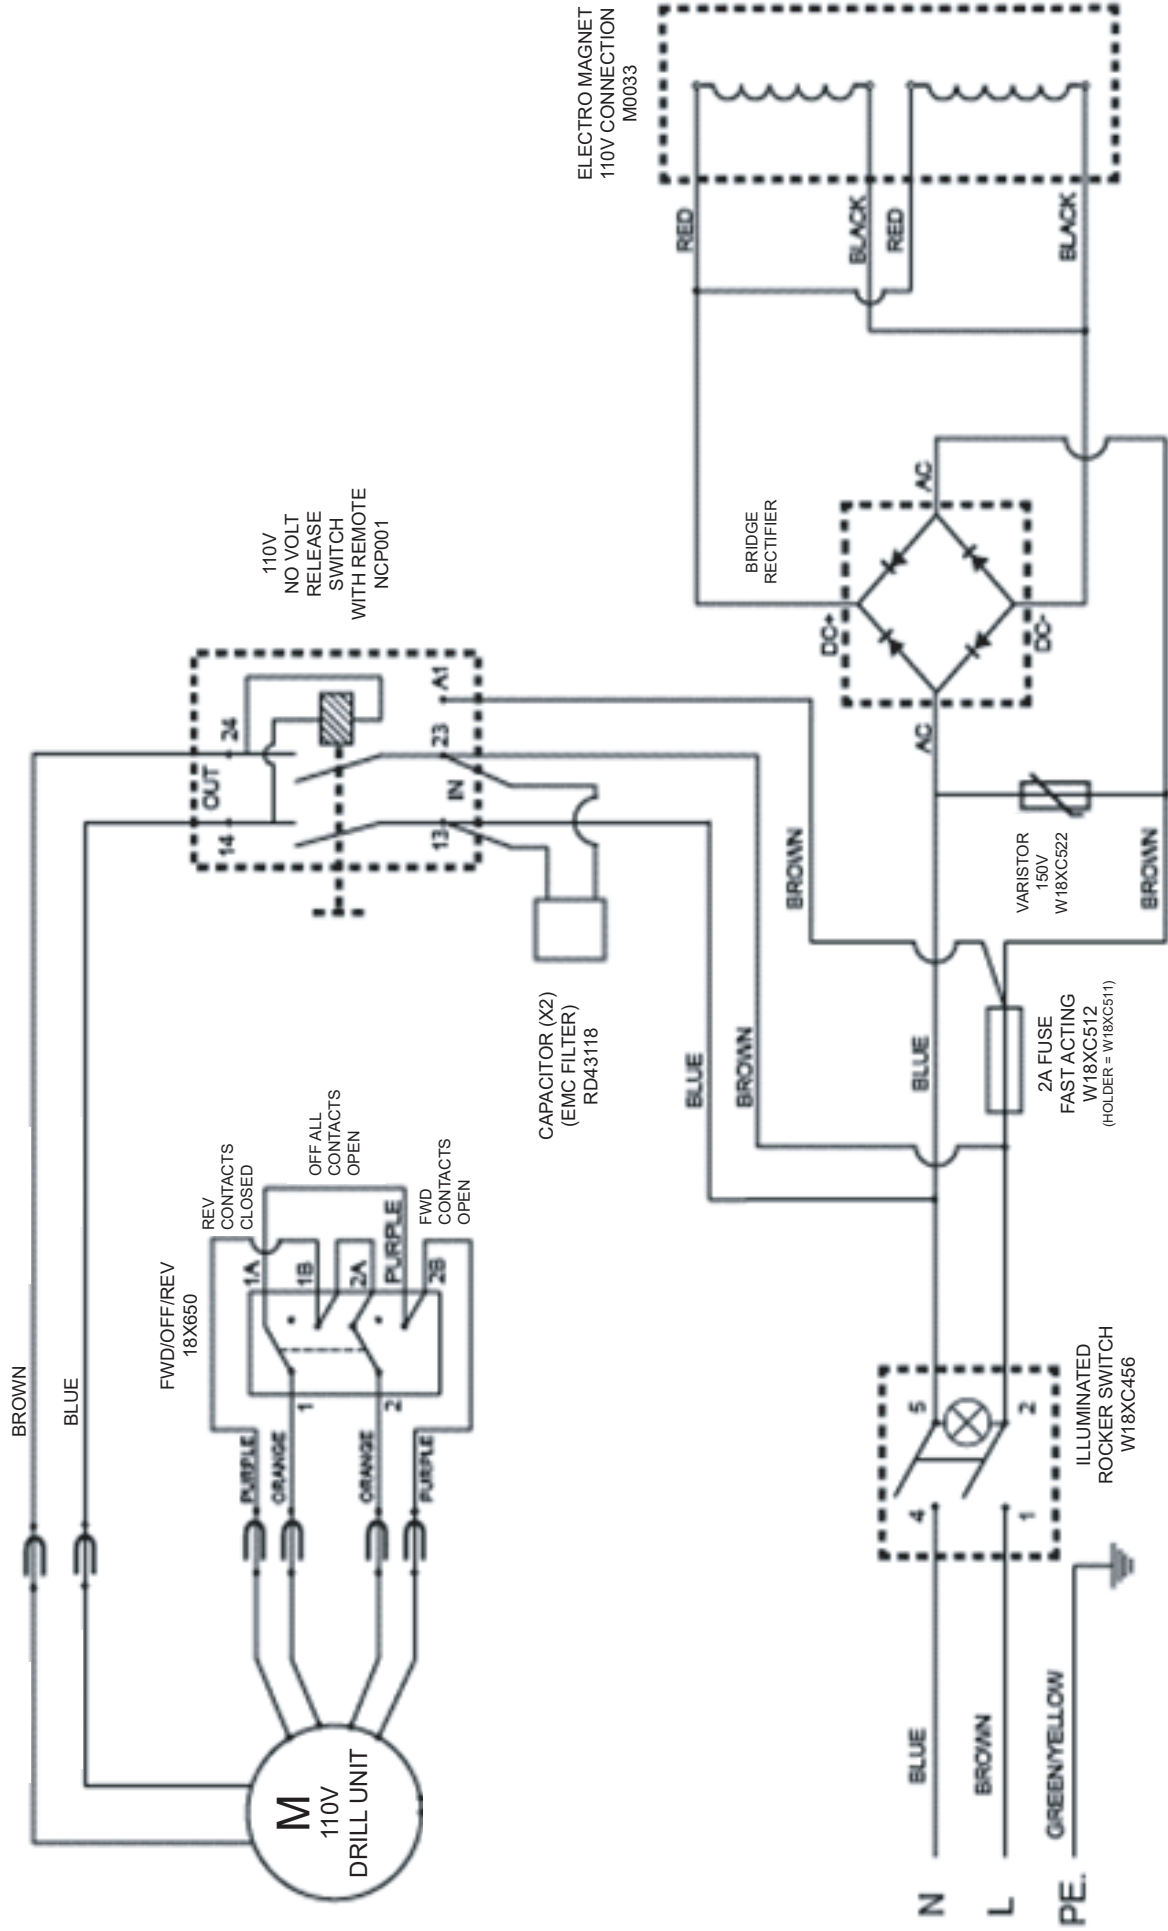 ELECTRO MAGNET
110V CONNECTION
M0033
RED
BLACK
RED
BLACK
110V
NO VOLT
RELEASE
SWITCH
WITH REMOTE
NCP001
BRIDGE
RECTIFIER
AC
DC+
DC-
AC
OUT
24
14
A1
23
IN
13
VARISTOR
150V
W18XC522
BROWN
BROWN
CAPACITOR (X2)
(EMC FILTER)
RD43118
BLUE
BROWN
BLUE
2A FUSE
FAST ACTING
W18XC512
(HOLDER = W18XC511)
REV
CONTACTS
CLOSED
OFF ALL
CONTACTS
OPEN
FWD
CONTACTS
OPEN
FWD/OFF/REV
18X650
1A
1B
2A
PURPLE
2B
1
2
BROWN
BLUE
PURPLE
ORANGE
ORANGE
PURPLE
ILLUMINATED
ROCKER SWITCH
W18XC456
5
2
4
1
M
110V
DRILL UNIT
BLUE
BROWN
GREEN/YELLOW
N
L
PE.